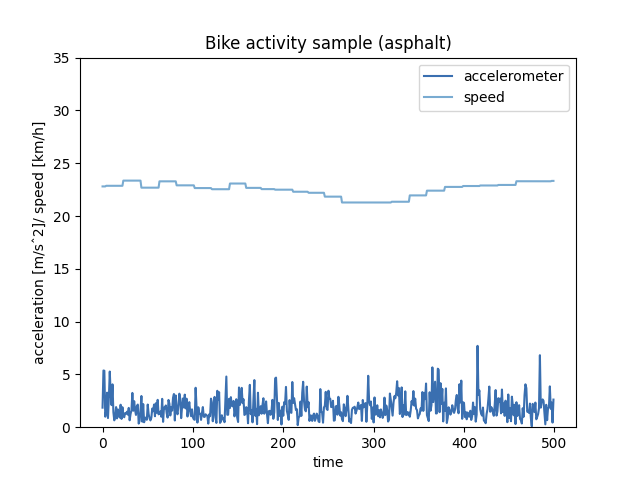 Bike activity sample (asphalt)
accelerometer
speed
35
30
25
20
15
10
5
0
acceleration [m/sˆ2]/ speed [km/h]
0 100 200 300 400 500
time